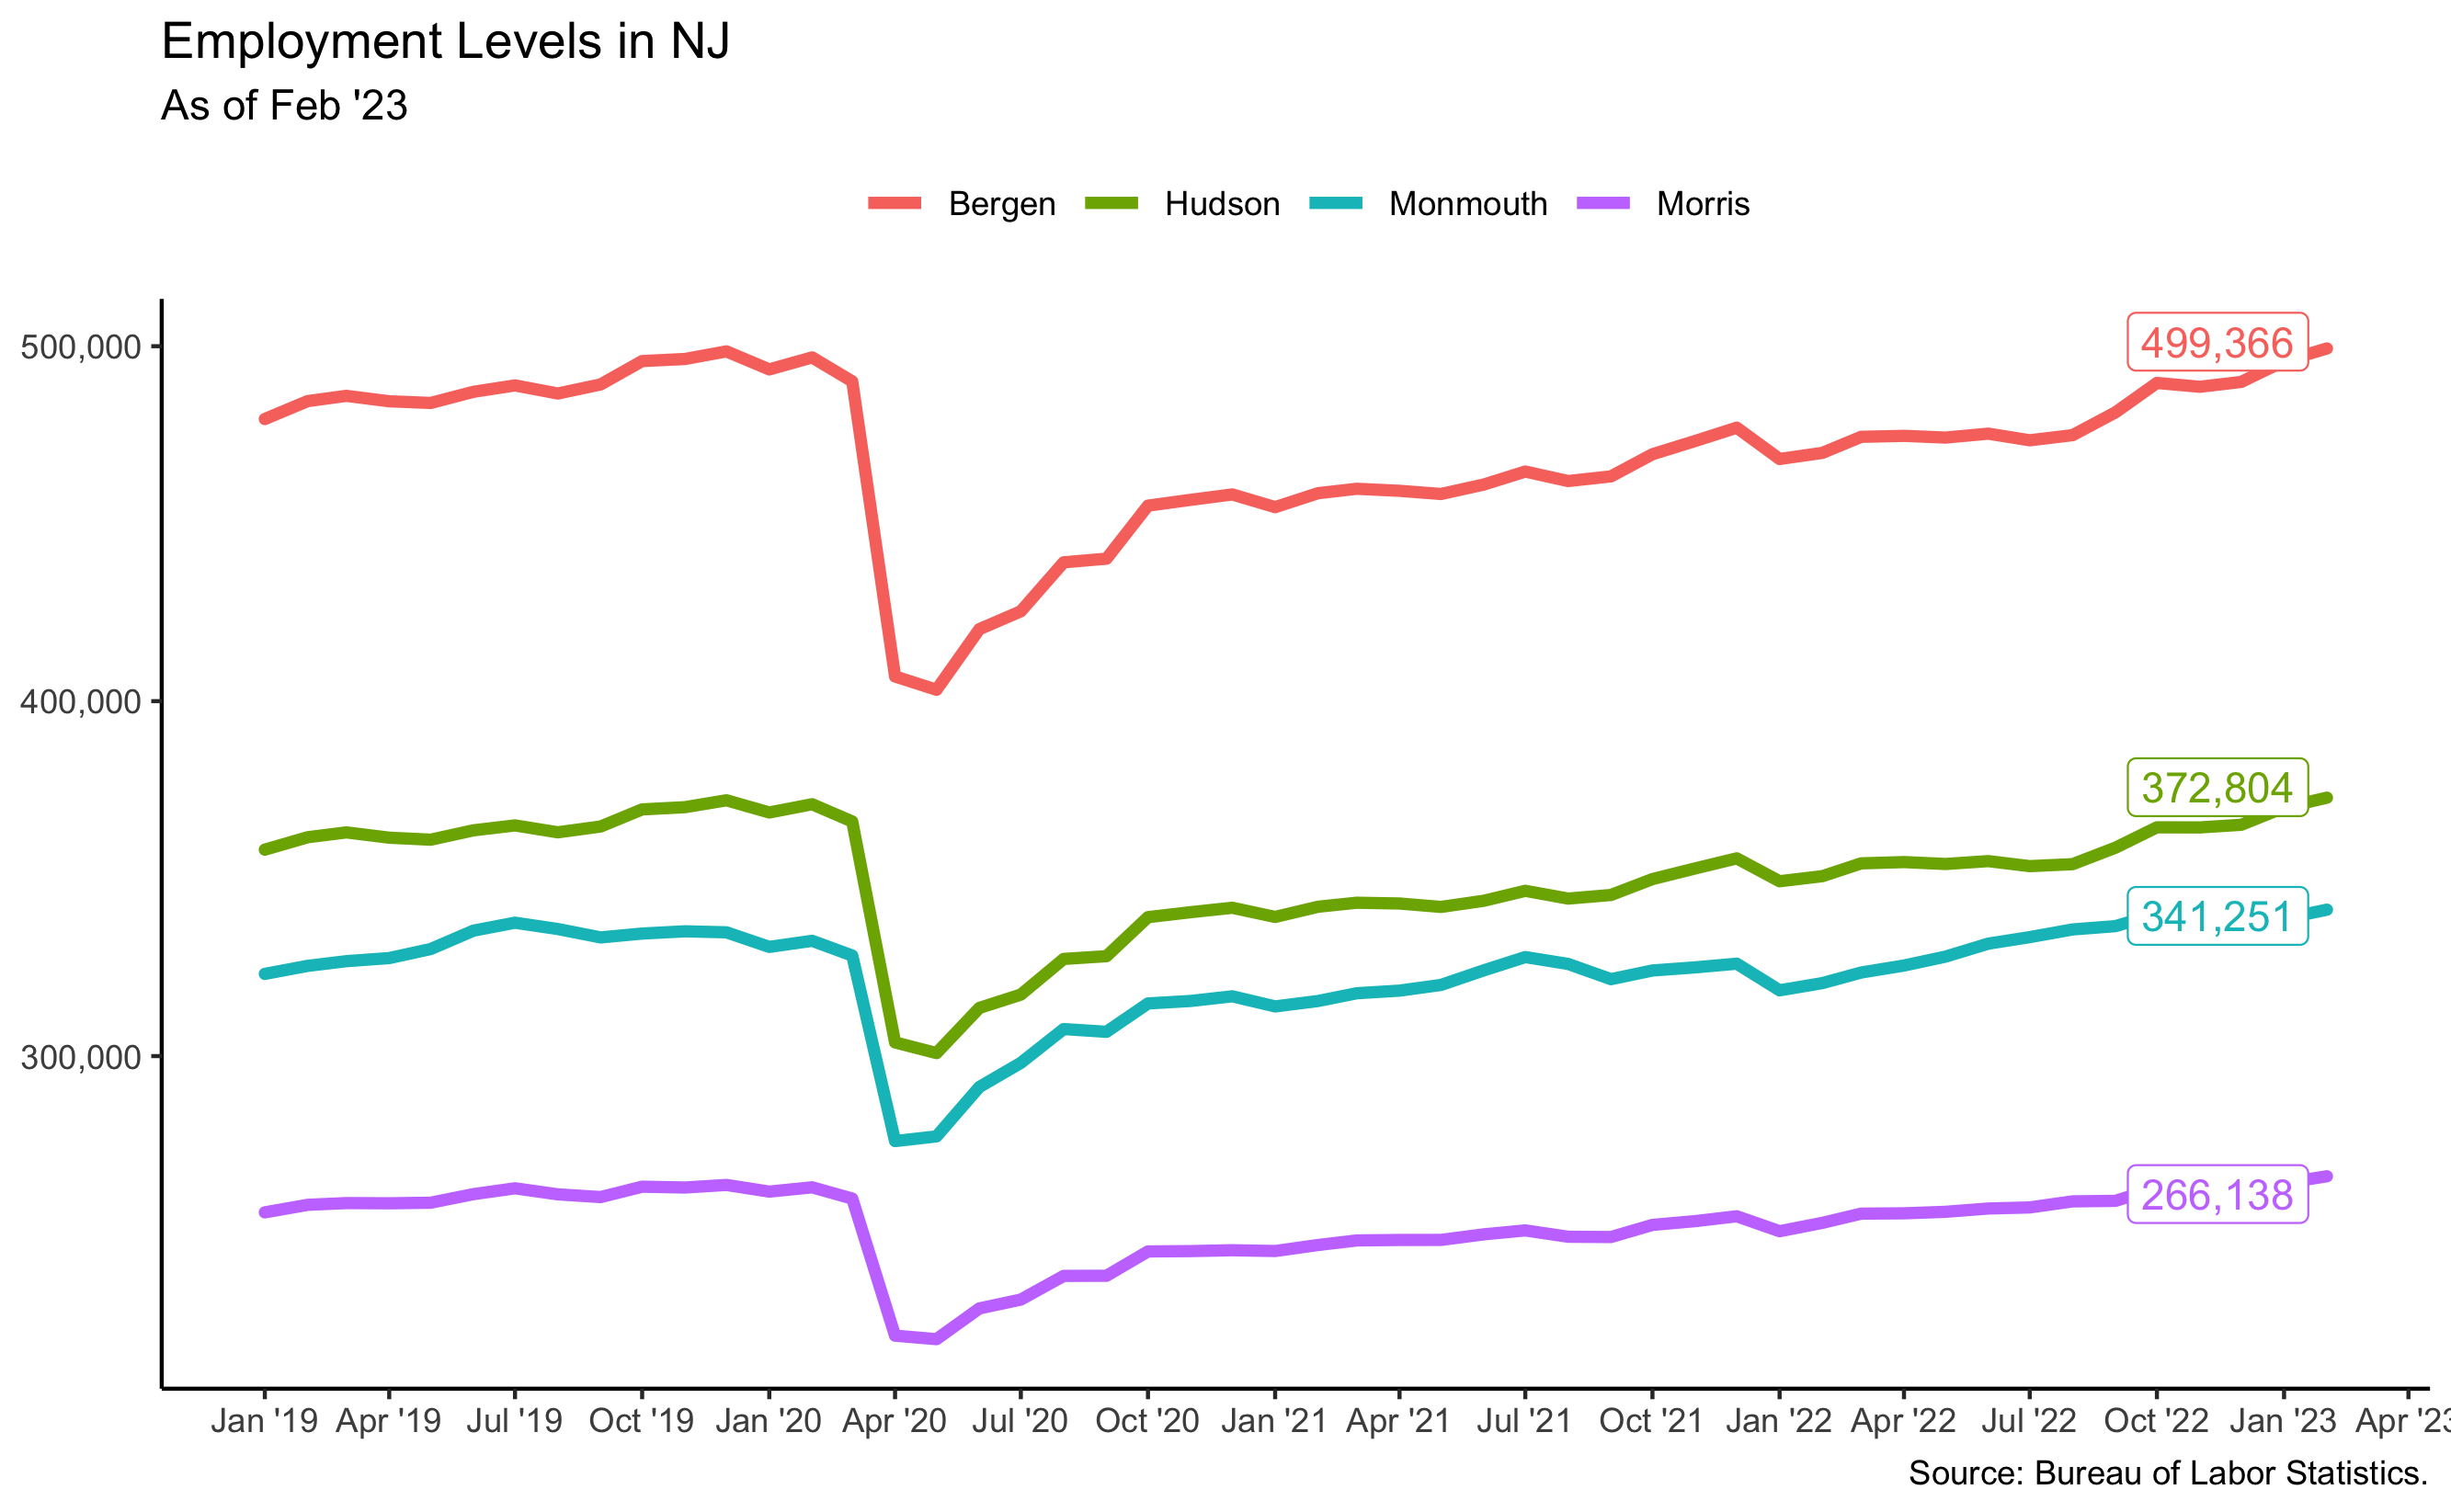 Employment Levels in NJ
As of Feb '23
Bergen Hudson Monmouth Morris
500,000
400,000
300,000
499,366
372,804
341,251
266,138
Jan '19 Apr '19 Jul '19 Oct '19 Jan '20 Apr '20 Jul '20 Oct '20 Jan '21 Apr '21 Jul '21 Oct '21 Jan '22 Apr '22 Jul '22 Oct '22 Jan '23 Apr '23
Source: Bureau of Labor Statistics.